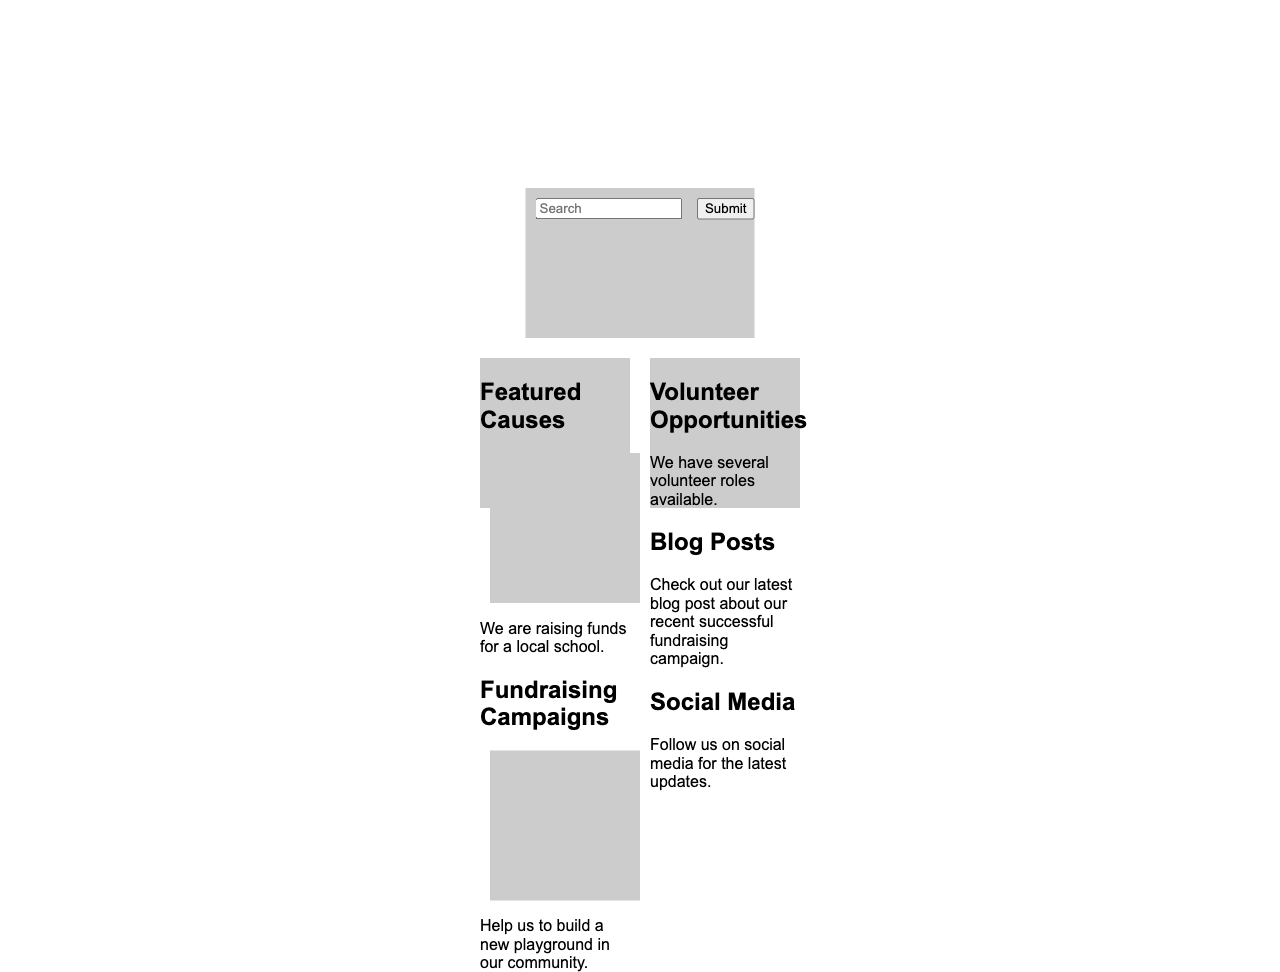 Search
Submit
Featured
Causes
We are raising funds
for a local school.
Fundraising
Campaigns
Help us to build a
new playground in
our community.
Volunteer
Opportunities
We have several
volunteer roles
available.
Blog Posts
Check out our latest
blog post about our
recent successful
fundraising
campaign.
Social Media
Follow us on social
media for the latest
updates.